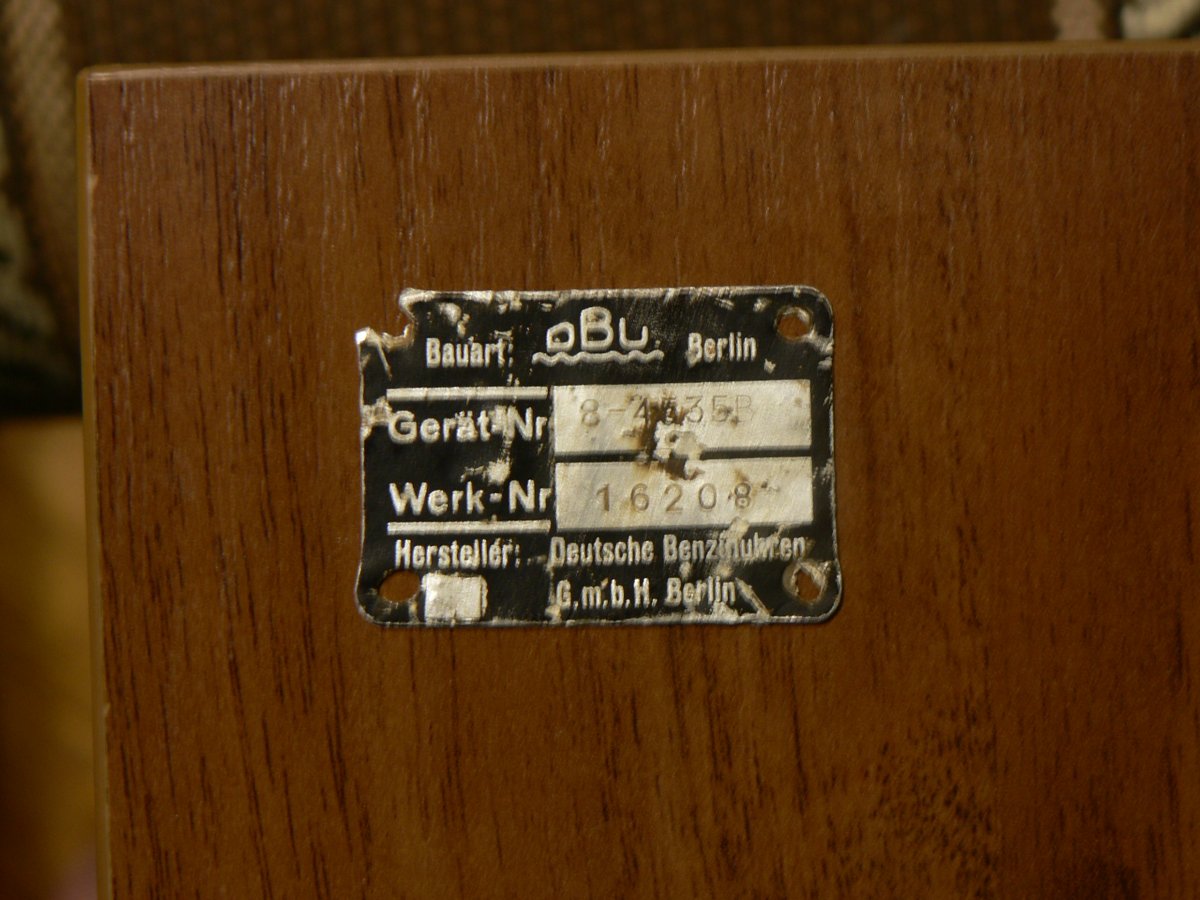 Bauart: DBU Berlin
Gerät-Nr
Werk-Nr 16208
Hersteller: Deutsche Benzinuhren
G.m.b.H. Berlin